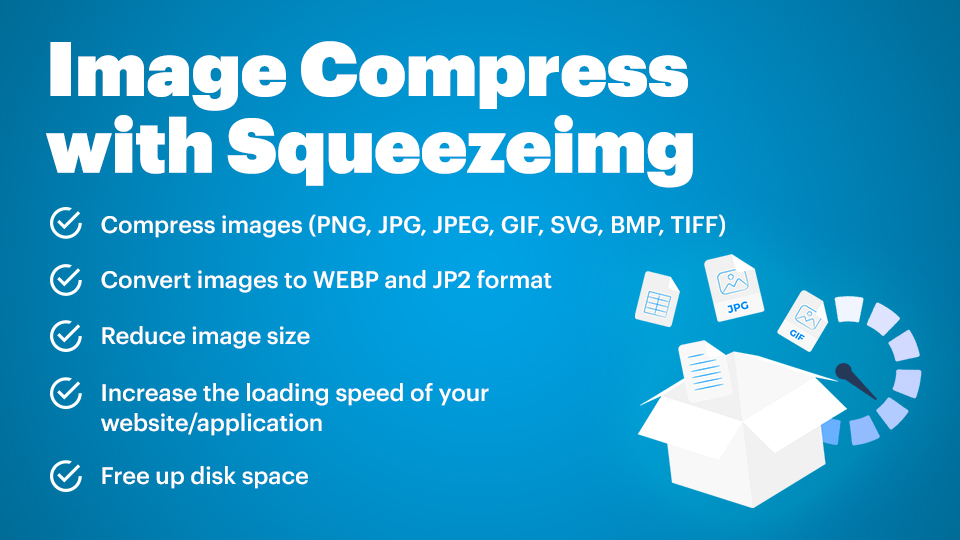 Image Compress
with Squeezeimg
Compress images (PNG, JPG, JPEG, GIF, SVG, BMP, TIFF)
Convert images to WEBP and JP2 format
Reduce image size
Increase the loading speed of your
website/application
Free up disk space
JPG
GIF